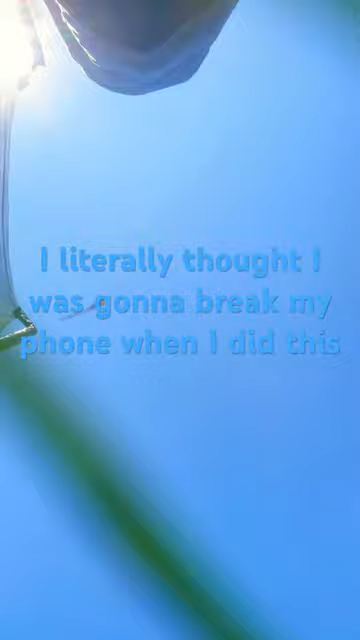 I literally thought I
was gonna break my
phone when I did this